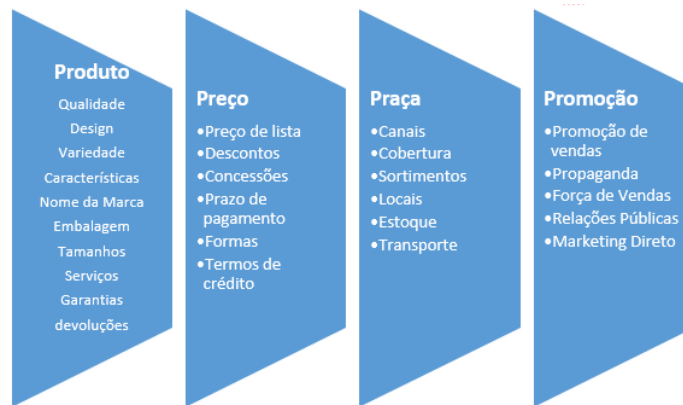 Produto
Qualidade
Design
Variedade
Características
Nome da Marca
Embalagem
Tamanhos
Serviços
Garantias
devoluções
Preço
•Preço de lista
•Descontos
•Concessões
•Prazo de
pagamento
•Formas
•Termos de
crédito
Praça
•Canais
•Cobertura
•Sortimentos
•Locais
•Estoque
•Transporte
Promoção
•Promoção de
vendas
•Propaganda
•Força de Vendas
•Relações Públicas
•Marketing Direto